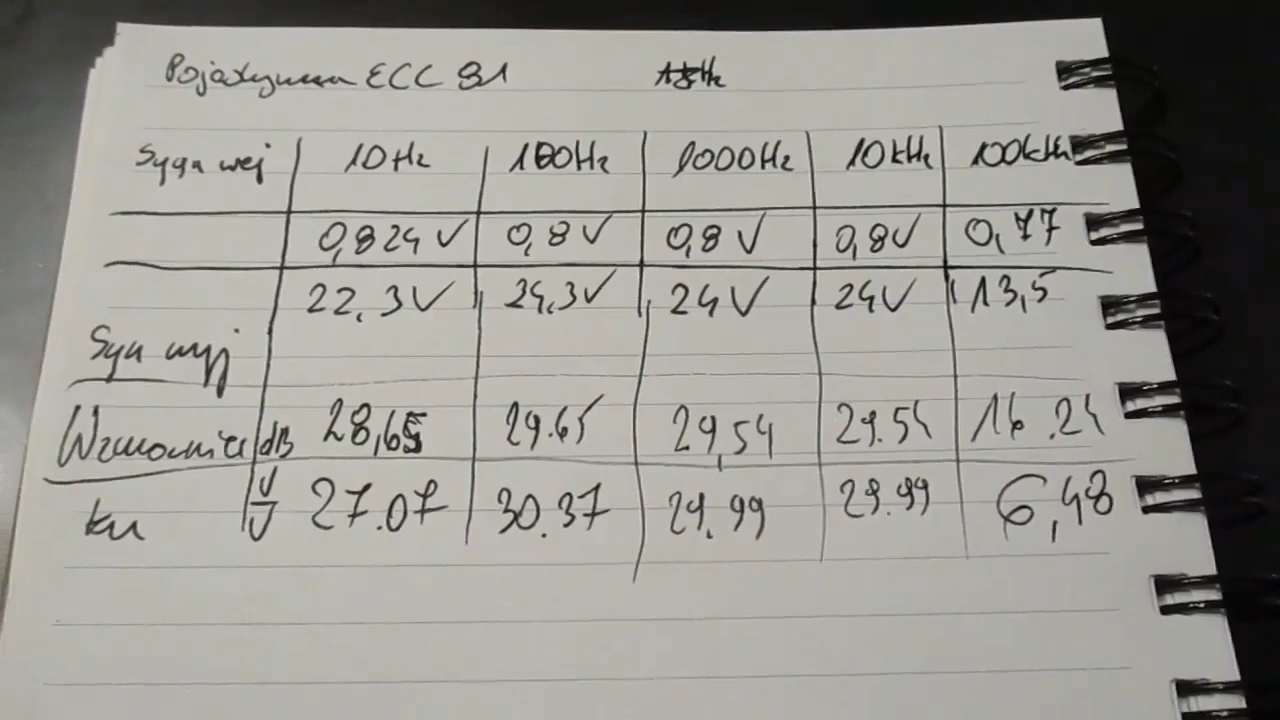 Pojedyncza ECC 81
Sygn wej 10Hz 100Hz 1000Hz 10kHz 100kHz
0,824V 0,8V 0,8V 0,8V 0,77
22,3V 24,3V 24V 24V 13,5
Syn wyj
Wzmocnie dB 28,65 29.65 29,54 29.54 16.24
ku V/V 27.07 30.37 29.99 29.99 6,48